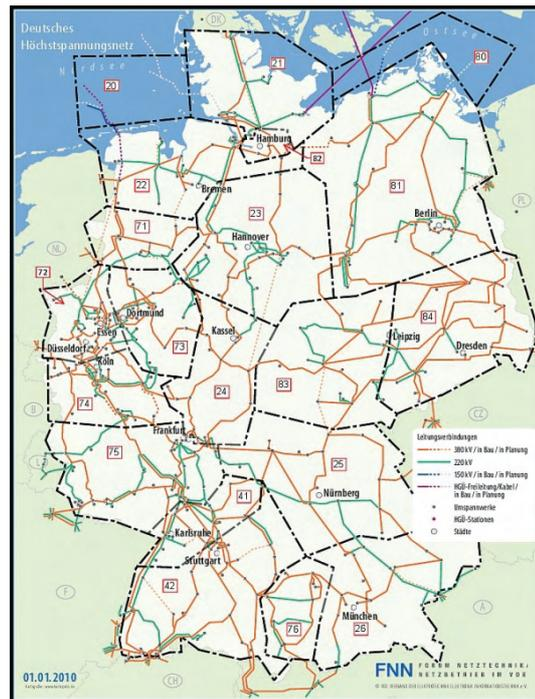 Deutsches
Höchstspannungsnetz
DK
Ostsee
Nordsee
20
21
80
Hamburg
82
22
Bremen
23
81
71
Berlin
PL
Hannover
NL
72
Dortmund
Essen
84
Leipzig
Düsseldorf
73
Kassel
Dresden
Köln
74
24
83
B
CZ
Frankfurt
75
25
L
Leitungsverbindungen
380 kV / in Bau / in Planung
220 kV
150 kV / in Bau / in Planung
HGÜ-Freileitung/Kabel /
in Bau / in Planung
Umspannwerke
HGÜ-Stationen
Städte
41
Nürnberg
Karlsruhe
Stuttgart
F
42
München
A
76
26
CH
01.01.2010
FNN
FORUM NETZTECHNIK/
NETZBETRIEB IM VDE